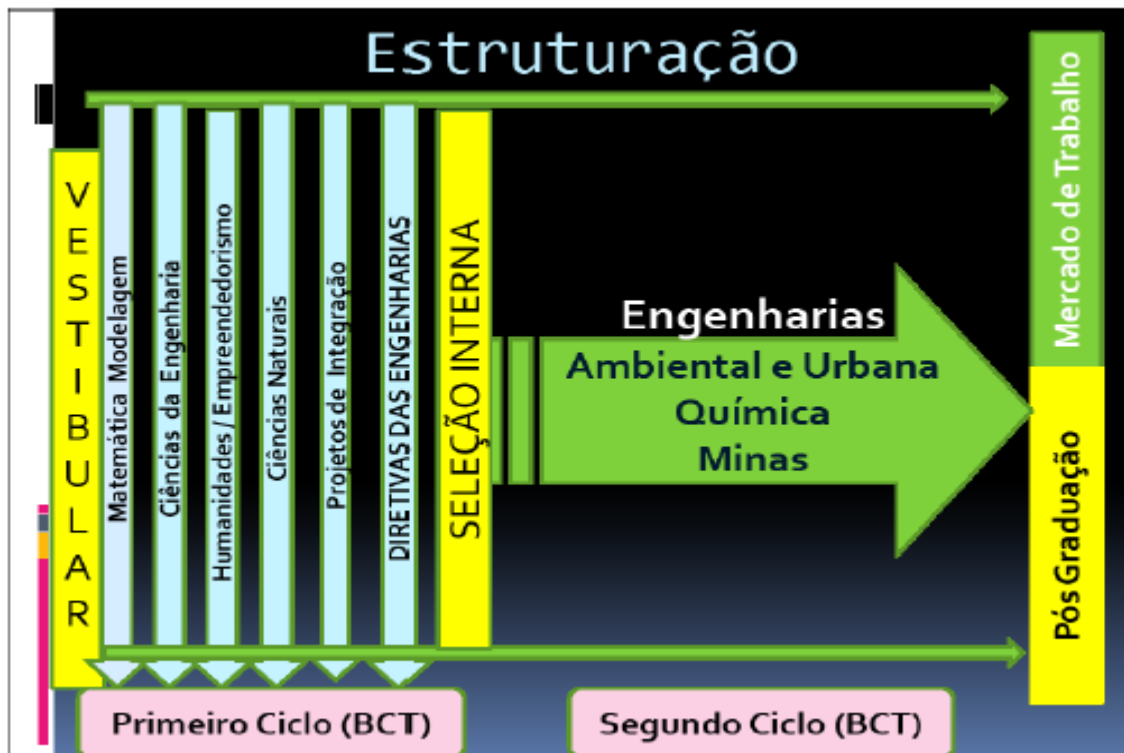 Estruturação
VESTIBULAR
Matemática Modelagem
Ciências da Engenharia
Humanidades / Empreendedorismo
Ciências Naturais
Projetos de Integração
DIRETIVAS DAS ENGENHARIAS
SELEÇÃO INTERNA
Engenharias
Ambiental e Urbana
Química
Minas
Mercado de Trabalho
Pós Graduação
Primeiro Ciclo (BCT)
Segundo Ciclo (BCT)